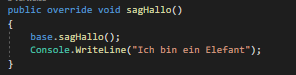 public override void sagHallo()
{
base.sagHallo();
Console.WriteLine("Ich bin ein Elefant");
}